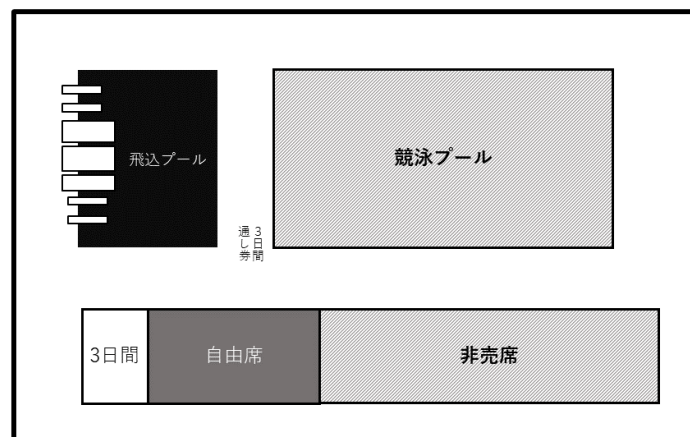 飛込プール
競泳プール
3日間
通し券
3日間
自由席
非売席